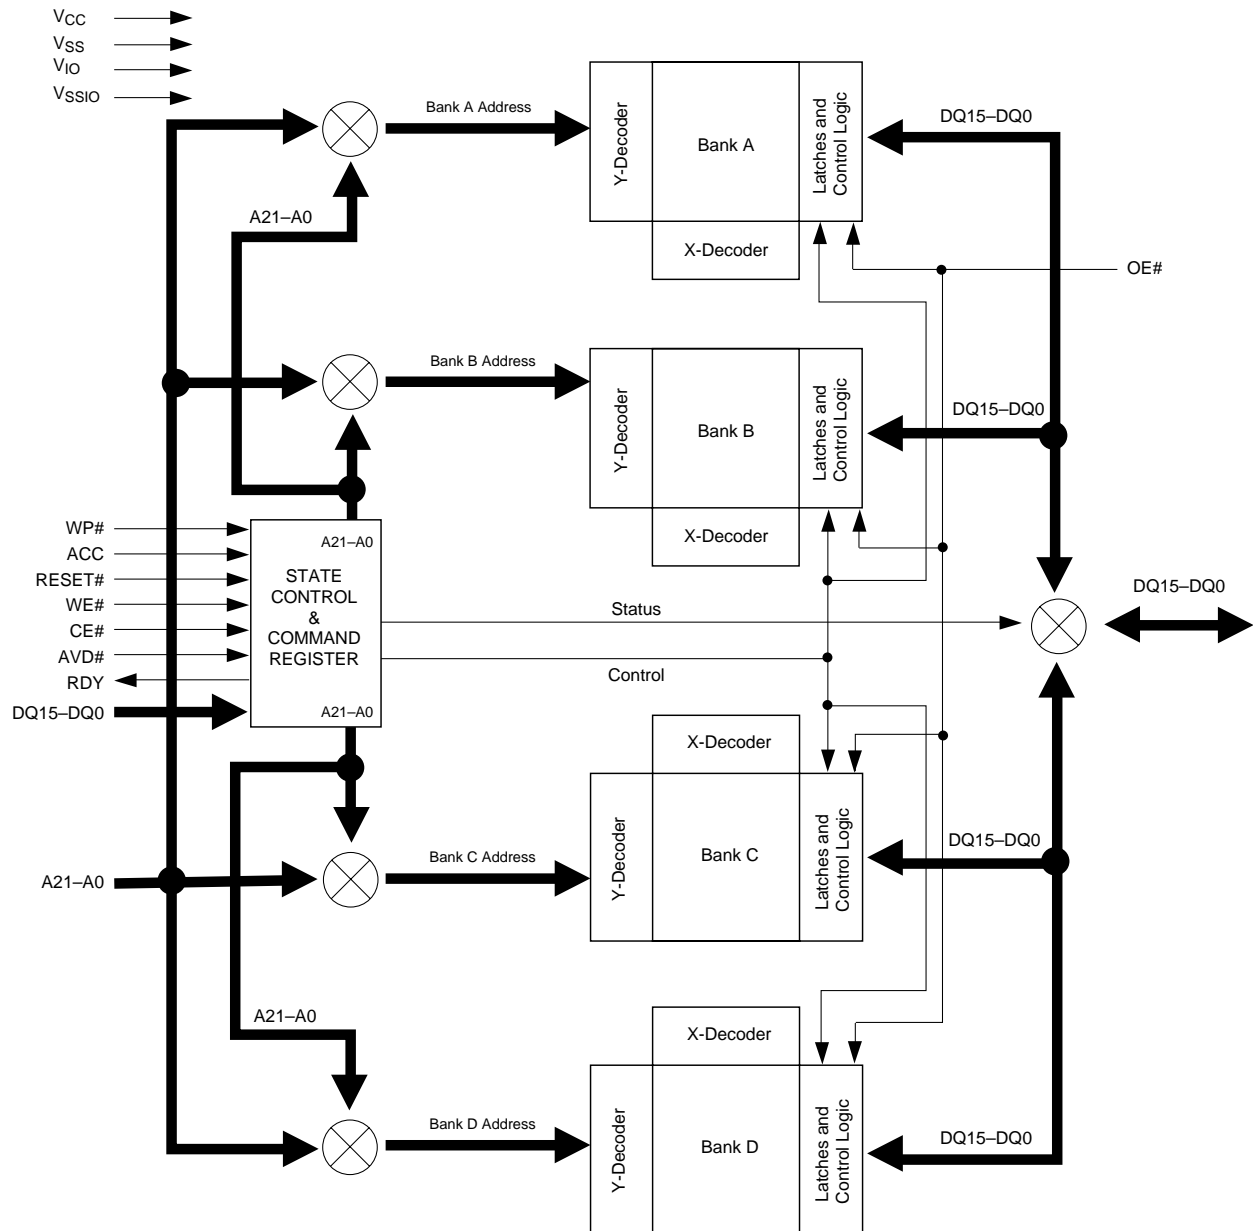 VCC
VSS
VIO
VSSIO
Bank A Address
Y-Decoder
Bank A
Latches and
Control Logic
DQ15–DQ0
A21–A0
X-Decoder
OE#
Bank B Address
Y-Decoder
Bank B
Latches and
Control Logic
DQ15–DQ0
X-Decoder
WP#
ACC
RESET#
WE#
CE#
AVD#
RDY
DQ15–DQ0
A21–A0
STATE
CONTROL
&
COMMAND
REGISTER
A21–A0
Status
Control
DQ15–DQ0
X-Decoder
Bank C Address
Y-Decoder
Bank C
Latches and
Control Logic
DQ15–DQ0
A21–A0
A21–A0
X-Decoder
Bank D Address
Y-Decoder
Bank D
Latches and
Control Logic
DQ15–DQ0